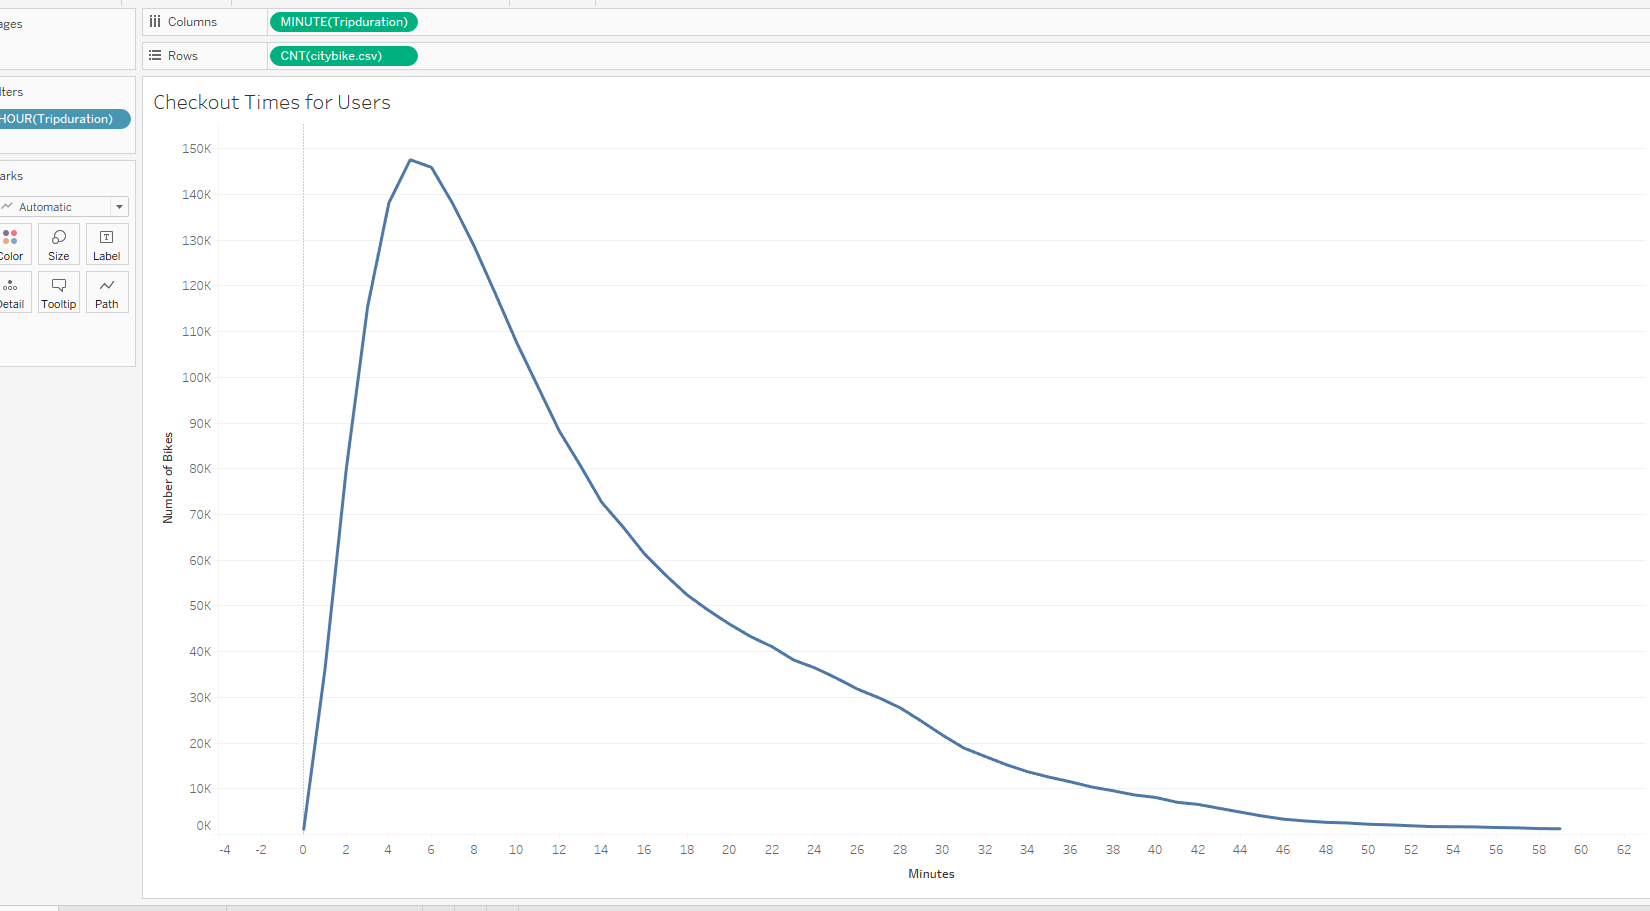 ages
Columns
MINUTE(Tripduration)
Rows
CNT(citybike.csv)
lters
HOUR(Tripduration)
arks
Automatic
Color Size Label
Detail Tooltip Path
Checkout Times for Users
150K
140K
130K
120K
110K
100K
90K
80K
70K
60K
50K
40K
30K
20K
10K
0K
Number of Bikes
-4 -2 0 2 4 6 8 10 12 14 16 18 20 22 24 26 28 30 32 34 36 38 40 42 44 46 48 50 52 54 56 58 60 62
Minutes